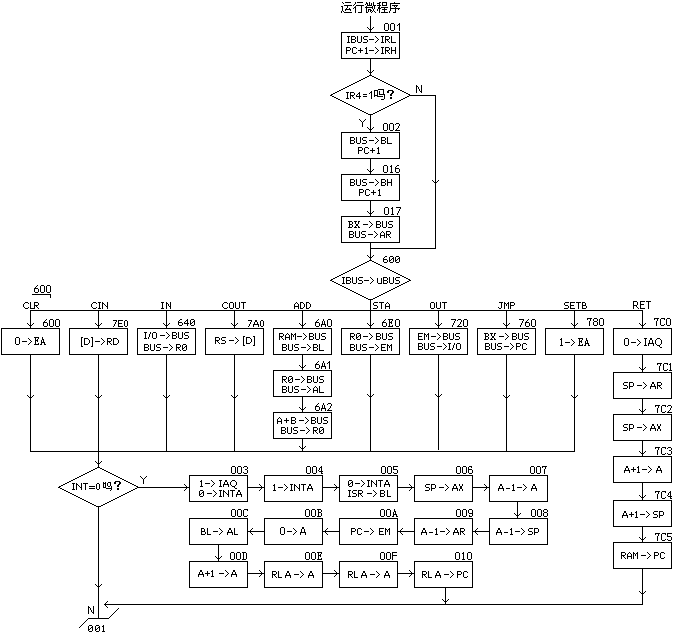 运行微程序
001
IBUS->IRL
PC+1->IRH
IR4=1吗?
N
Y
002
BUS->BL
PC+1
016
BUS->BH
PC+1
017
BX->BUS
BUS->AR
600
IBUS->uBUS
600
CLR CIN IN COUT ADD STA OUT JMP SETB RET
600 7E0 640 7A0 6A0 6E0 720 760 780 7C0
0->EA [D]->RD I/O->BUS RS->[D] RAM->BUS R0->BUS EM->BUS BX->BUS 1->EA 0->IAQ
BUS->R0 BUS->BL BUS->EM BUS->I/O BUS->PC
6A1 7C1
R0->BUS SP->AR
BUS->AL
6A2 7C2
A+B->BUS SP->AX
BUS->R0
7C3
A+1->A
INT=0吗?
Y
003 004 005 006 007
1->IAQ 1->INTA 0->INTA SP->AX A-1->A
0->INTA ISR->BL
7C4
A+1->SP
00C 00B 00A 009 008
BL->AL 0->A PC->EM A-1->AR A-1->SP
7C5
RAM->PC
00D 00E 00F 010
A+1->A RLA->A RLA->A RLA->PC
N
001